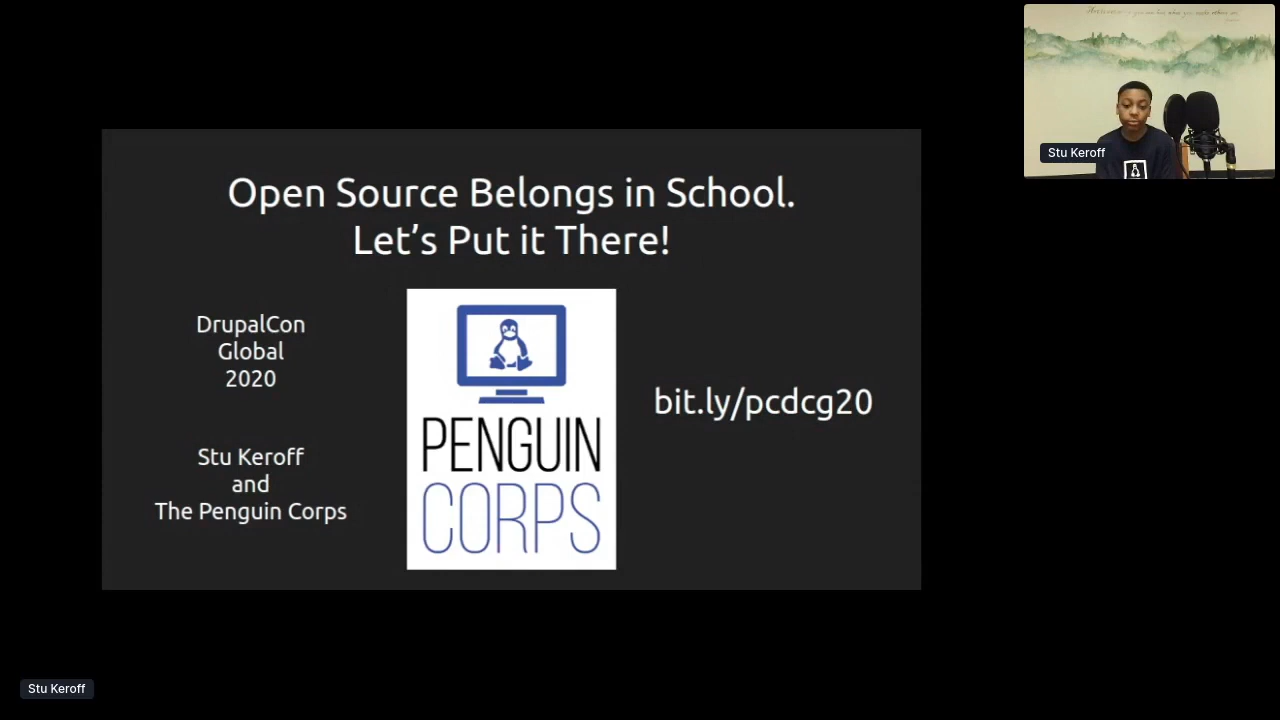 Open Source Belongs in School.
Let’s Put it There!
DrupalCon
Global
2020
Stu Keroff
and
The Penguin Corps
PENGUIN
CORPS
bit.ly/pcdcg20
Stu Keroff
Stu Keroff